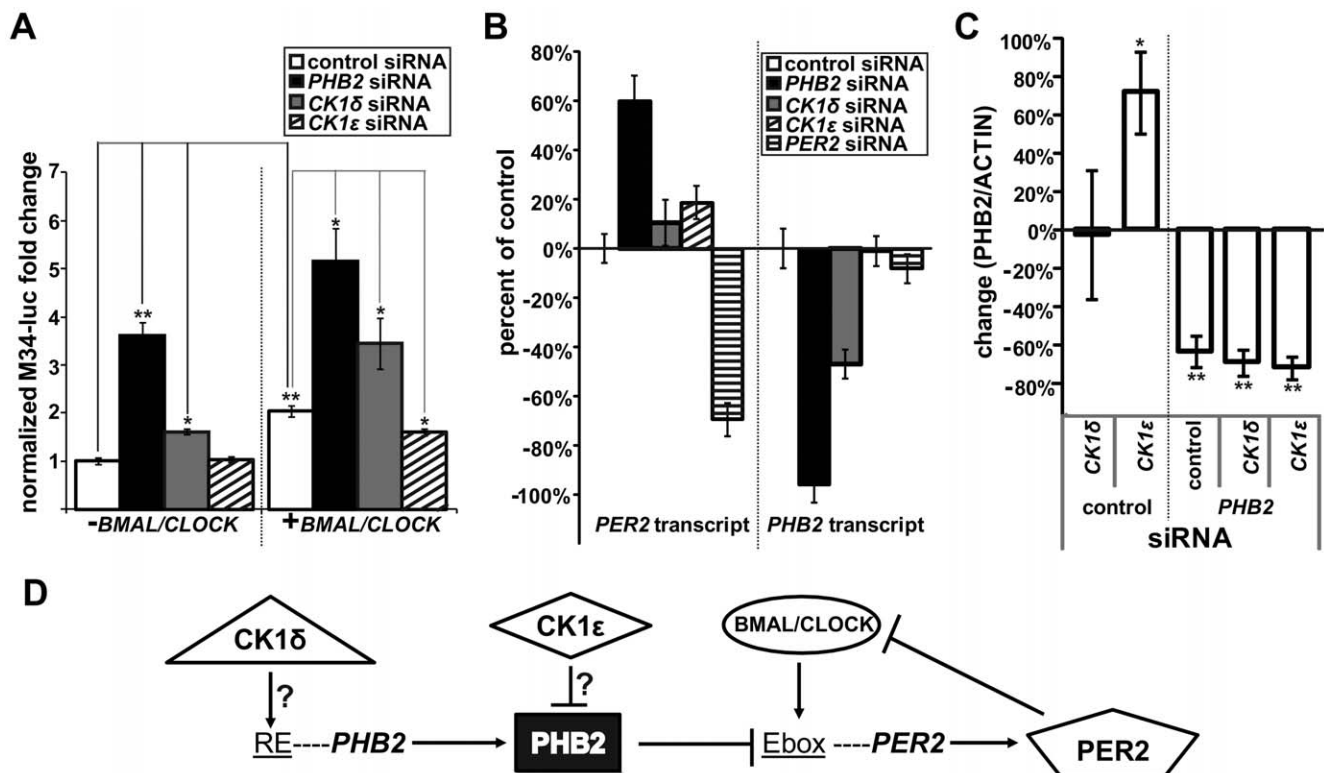 A
control siRNA
PHB2 siRNA
CK1δ siRNA
CK1ε siRNA
normalized M34-luc fold change
7
6
5
4
3
2
1
**
*
**
*
*
*
-BMAL/CLOCK
+BMAL/CLOCK
B
control siRNA
PHB2 siRNA
CK1δ siRNA
CK1ε siRNA
PER2 siRNA
percent of control
80%
60%
40%
20%
0%
-20%
-40%
-60%
-80%
-100%
PER2 transcript
PHB2 transcript
C
change (PHB2/ACTIN)
100%
80%
60%
40%
20%
0%
-20%
-40%
-60%
-80%
*
**
**
**
CK1δ
CK1ε
control
CK1δ
CK1ε
control
PHB2
siRNA
D
CK1δ
CK1ε
BMAL/CLOCK
?
?
RE----PHB2
PHB2
Ebox ----PER2
PER2